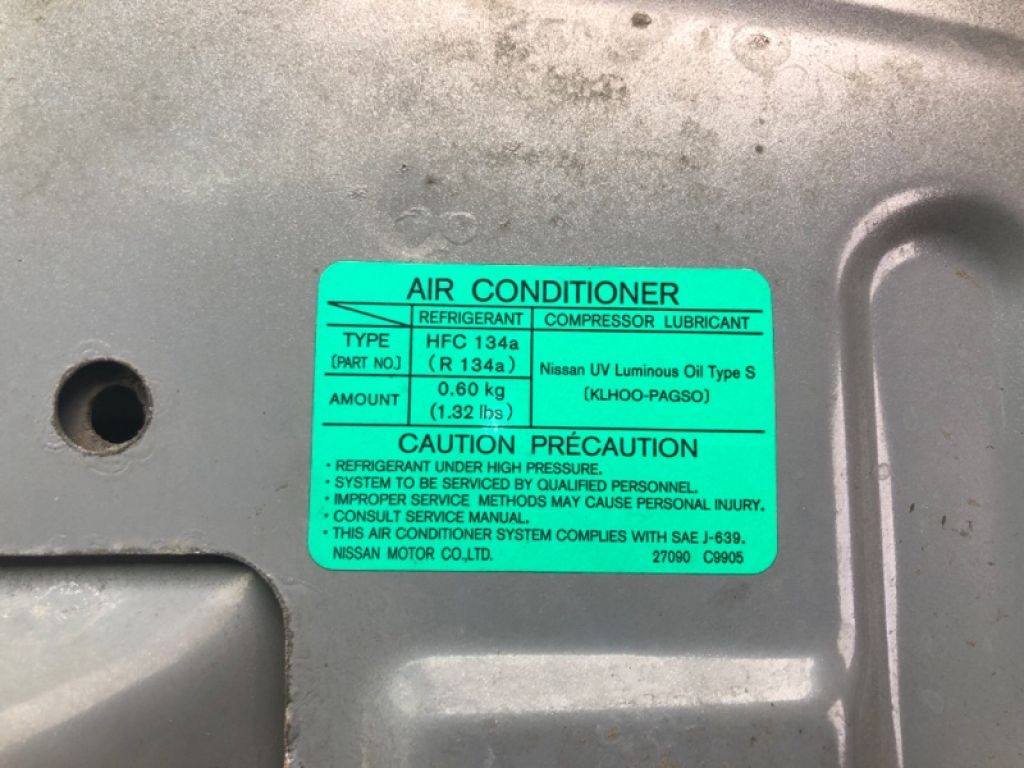 AIR CONDITIONER
REFRIGERANT COMPRESSOR LUBRICANT
TYPE HFC 134a
(PART NO.) (R 134a) Nissan UV Luminous Oil Type S
AMOUNT 0.60 kg (KLHOO-PAGSO)
(1.32 lbs)
CAUTION PRÉCAUTION
· REFRIGERANT UNDER HIGH PRESSURE.
· SYSTEM TO BE SERVICED BY QUALIFIED PERSONNEL.
· IMPROPER SERVICE METHODS MAY CAUSE PERSONAL INJURY.
· CONSULT SERVICE MANUAL.
· THIS AIR CONDITIONER SYSTEM COMPLIES WITH SAE J-639.
NISSAN MOTOR CO.,LTD. 27090 C9905